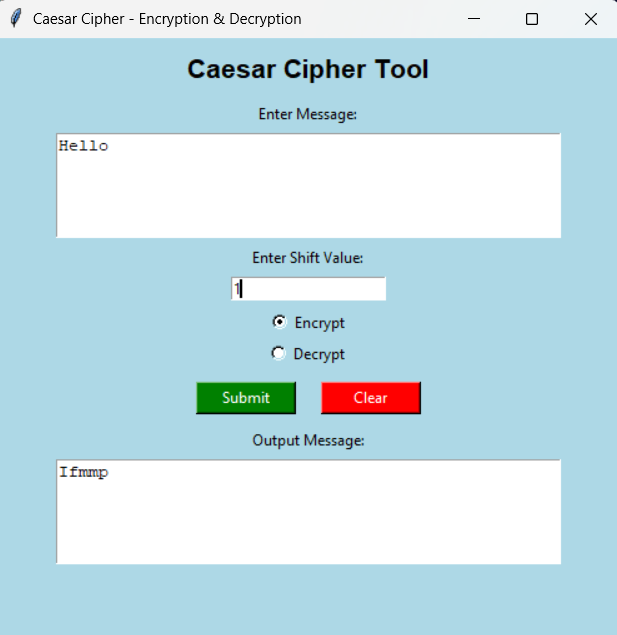 Caesar Cipher - Encryption & Decryption
Caesar Cipher Tool
Enter Message:
Hello
Enter Shift Value:
1
Encrypt
Decrypt
Submit Clear
Output Message:
Ifmmp